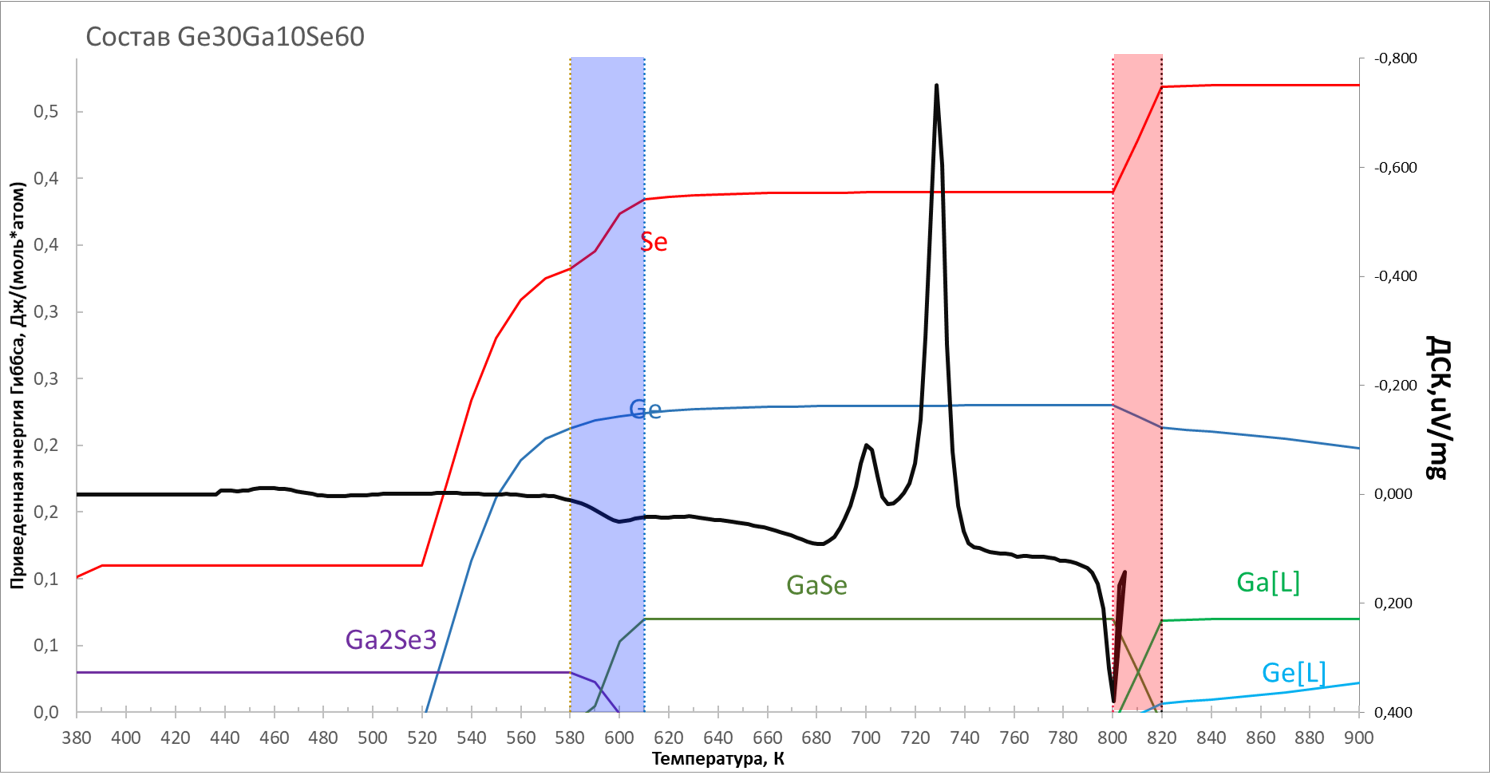 Состав Ge30Ga10Se60
Приведенная энергия Гиббса, Дж/(моль*атом)
0,5
0,4
0,4
0,3
0,3
0,2
0,2
0,1
0,1
0,0
-0,800
-0,600
-0,400
-0,200
0,000
0,200
0,400
ДСК,uV/mg
Se
Ge
GaSe
Ga[L]
Ga2Se3
Ge[L]
380 400 420 440 460 480 500 520 540 560 580 600 620 640 660 680 700 720 740 760 780 800 820 840 860 880 900
Температура, К